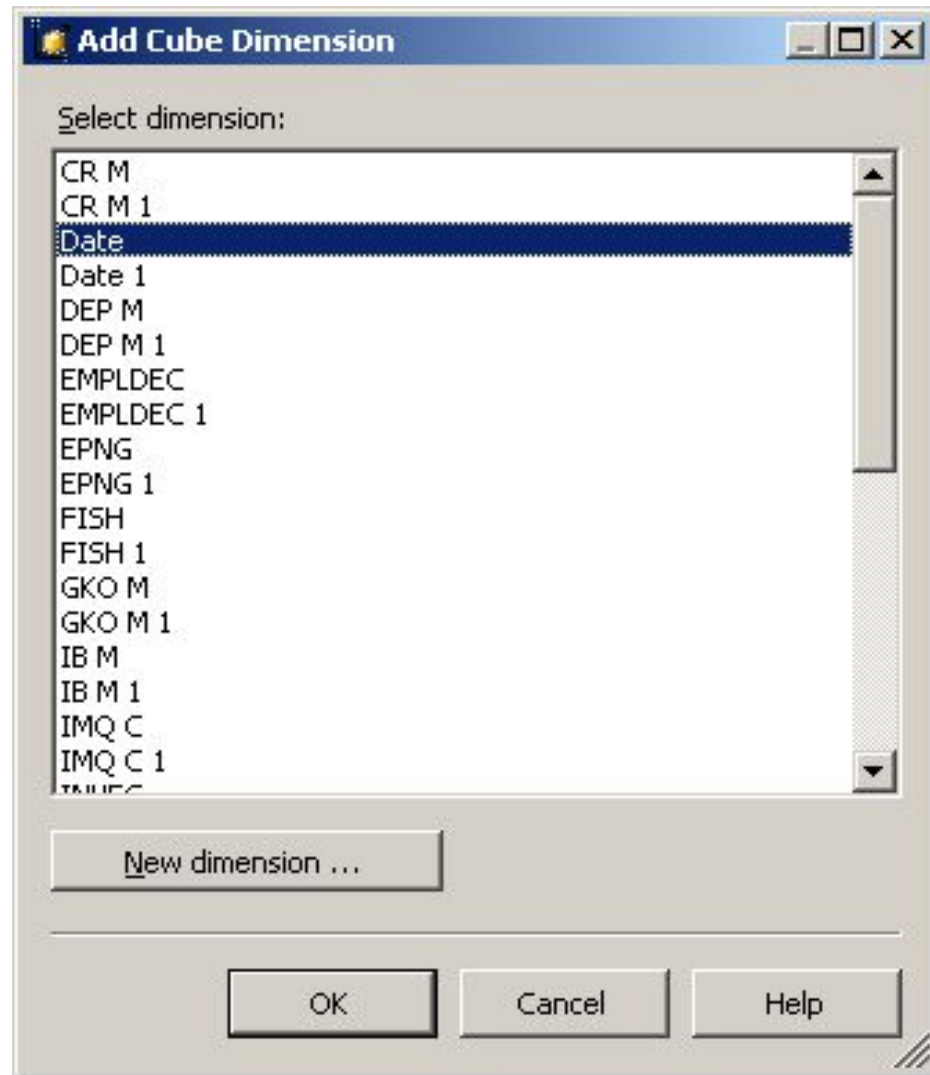 Add Cube Dimension
Select dimension:
CR M
CR M 1
Date
Date 1
DEP M
DEP M 1
EMPLDEC
EMPLDEC 1
EPNG
EPNG 1
FISH
FISH 1
GKO M
GKO M 1
IB M
IB M 1
IMQ C
IMQ C 1
New dimension ...
OK Cancel Help